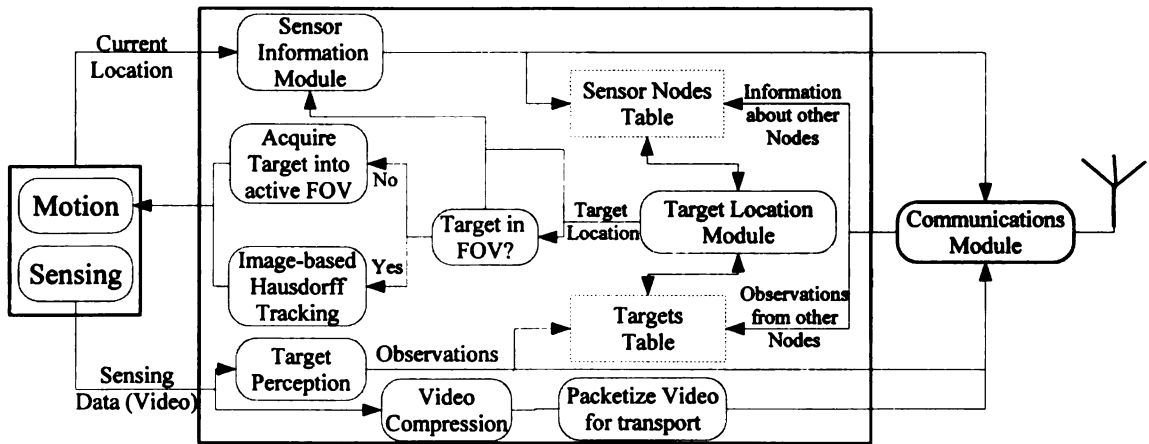 Current
Location
Sensor
Information
Module
Sensor Nodes
Table
Information
about other
Nodes
Acquire
Target into
active FOV
No
Motion
Sensing
Target in
FOV?
Target
Location
Target Location
Module
Communications
Module
Image-based
Hausdorff
Tracking
Yes
Targets
Table
Observations
from other
Nodes
Target
Perception
Observations
Sensing
Data (Video)
Video
Compression
Packetize Video
for transport